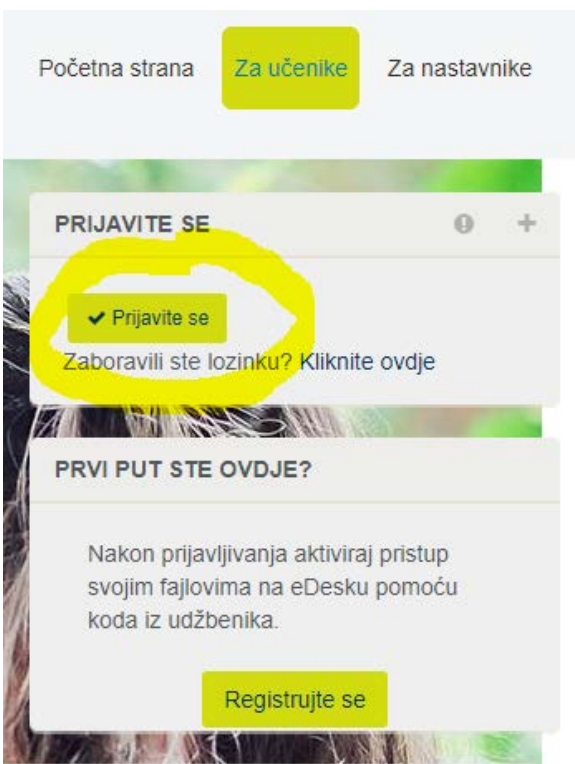 Početna strana Za učenike Za nastavnike
PRIJAVITE SE
Prijavite se
Zaboravili ste lozinku? Kliknite ovdje
PRVI PUT STE OVDJE?
Nakon prijavljivanja aktiviraj pristup
svojim fajlovima na eDesku pomoću
koda iz udžbenika.
Registrujte se